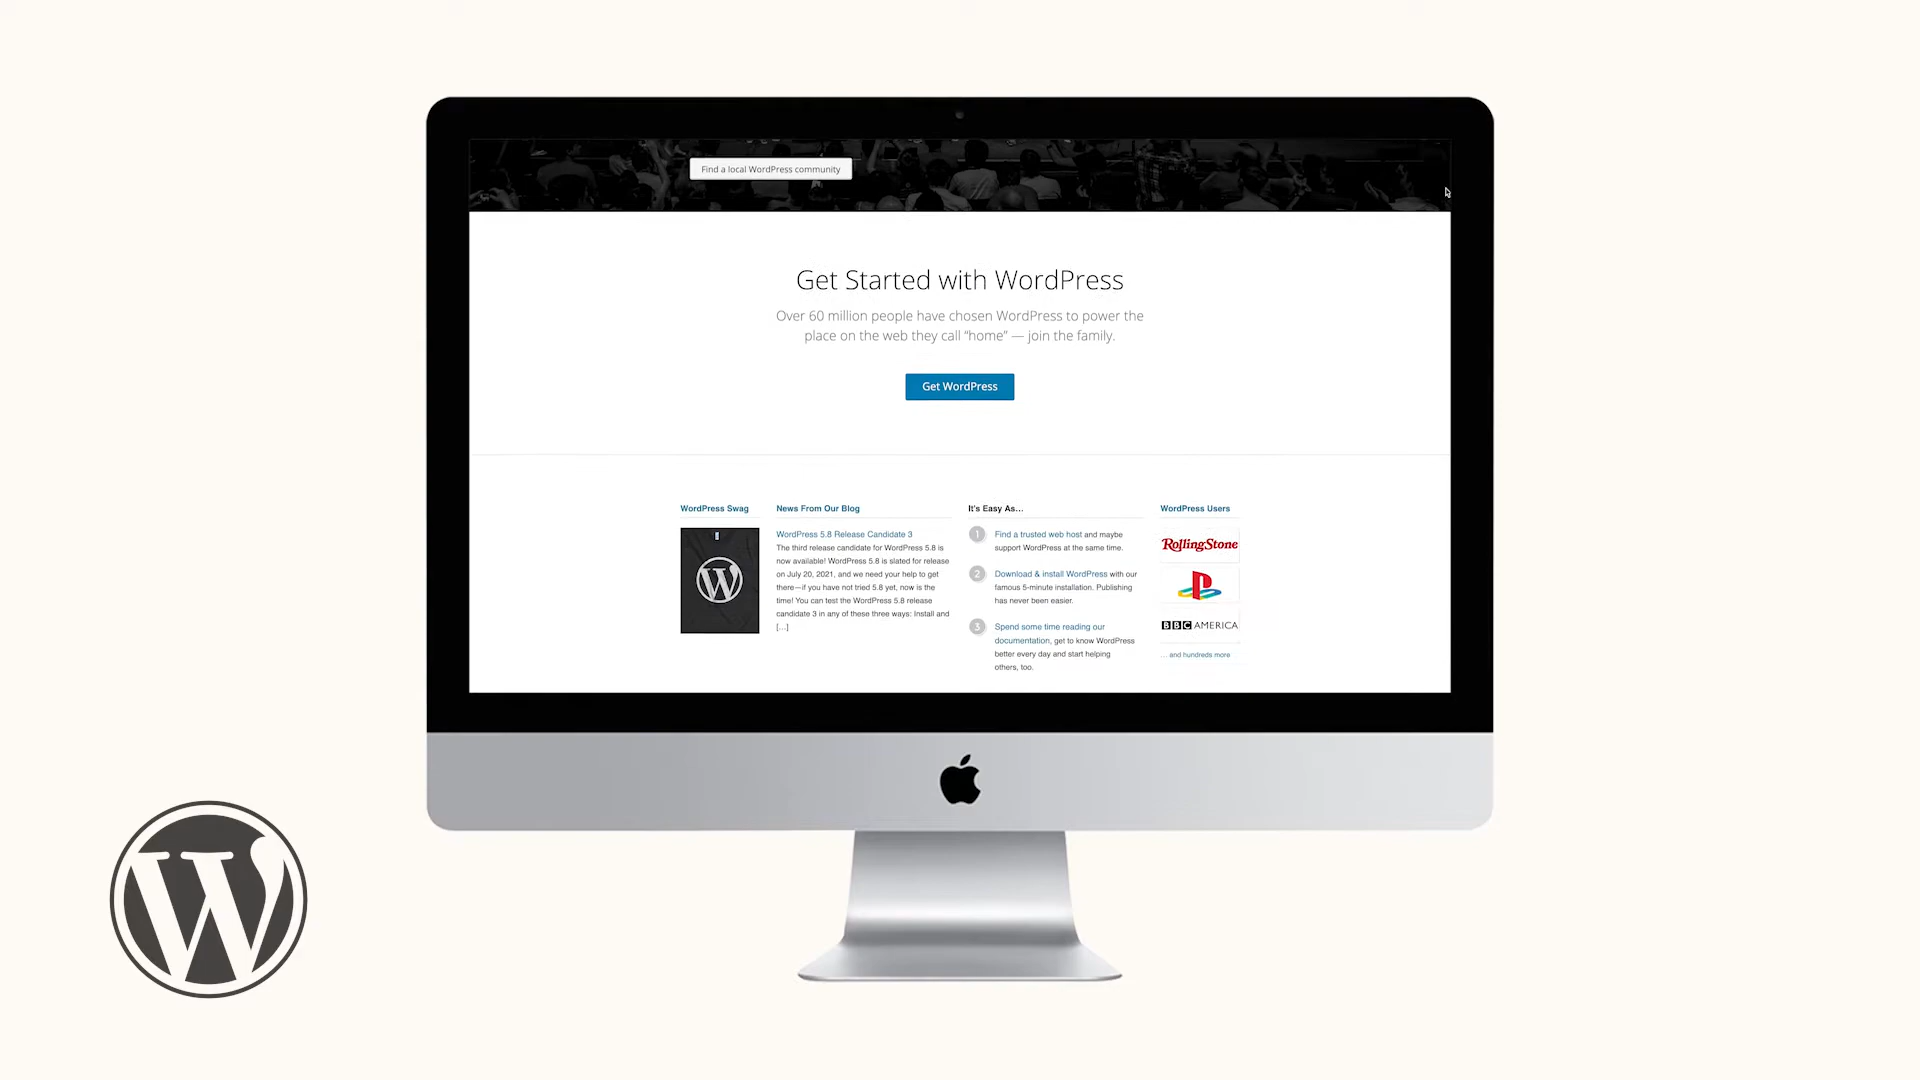 Find a local WordPress community
Get Started with WordPress
Over 60 million people have chosen WordPress to power the
place on the web they call “home” — join the family.
Get WordPress
WordPress Swag
News From Our Blog
WordPress 5.8 Release Candidate 3
The third release candidate for WordPress 5.8 is
now available! WordPress 5.8 is slated for release
on July 20, 2021, and we need your help to get
there—if you have not tried 5.8 yet, now is the
time! You can test the WordPress 5.8 release
candidate 3 in any of these three ways: Install and
[…]
It's Easy As…
1 Find a trusted web host and maybe
support WordPress at the same time.
2 Download & install WordPress with our
famous 5-minute installation. Publishing
has never been easier.
3 Spend some time reading our
documentation, get to know WordPress
better every day and start helping
others, too.
WordPress Users
RollingStone
BBC AMERICA
… and hundreds more
W